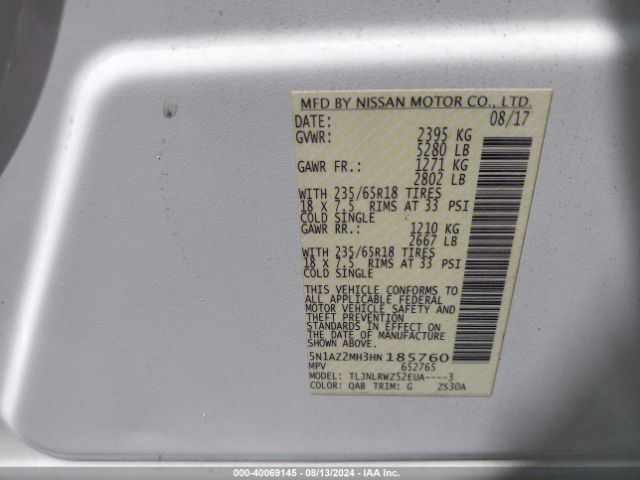 MFD BY NISSAN MOTOR CO., LTD.
DATE: 08/17
GVWR: 2395 KG
5280 LB
GAWR FR.: 1271 KG
2802 LB
WITH 235/65R18 TIRES
18 X 7.5 RIMS AT 33 PSI
COLD SINGLE
GAWR RR.: 1210 KG
2667 LB
WITH 235/65R18 TIRES
18 X 7.5 RIMS AT 33 PSI
COLD SINGLE
THIS VEHICLE CONFORMS TO
ALL APPLICABLE FEDERAL
MOTOR VEHICLE SAFETY AND
THEFT PREVENTION
STANDARDS IN EFFECT ON
THE DATE OF MANUFACTURE
SHOWN ABOVE.
5N1AZ2MH3HN185760
MPV 652765
MODEL: TLJNLRWZ52EUA----3
COLOR: QAB TRIM: G 2S30A
000-40069145 - 08/13/2024 - IAA Inc.